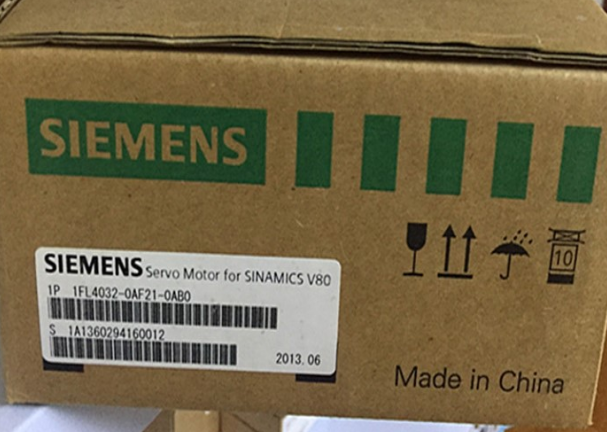 SIEMENS
10
SIEMENS Servo Motor for SINAMICS V80
1P 1FL4032-0AF21-0AB0
S 1A1360294160012
2013.06
Made in China